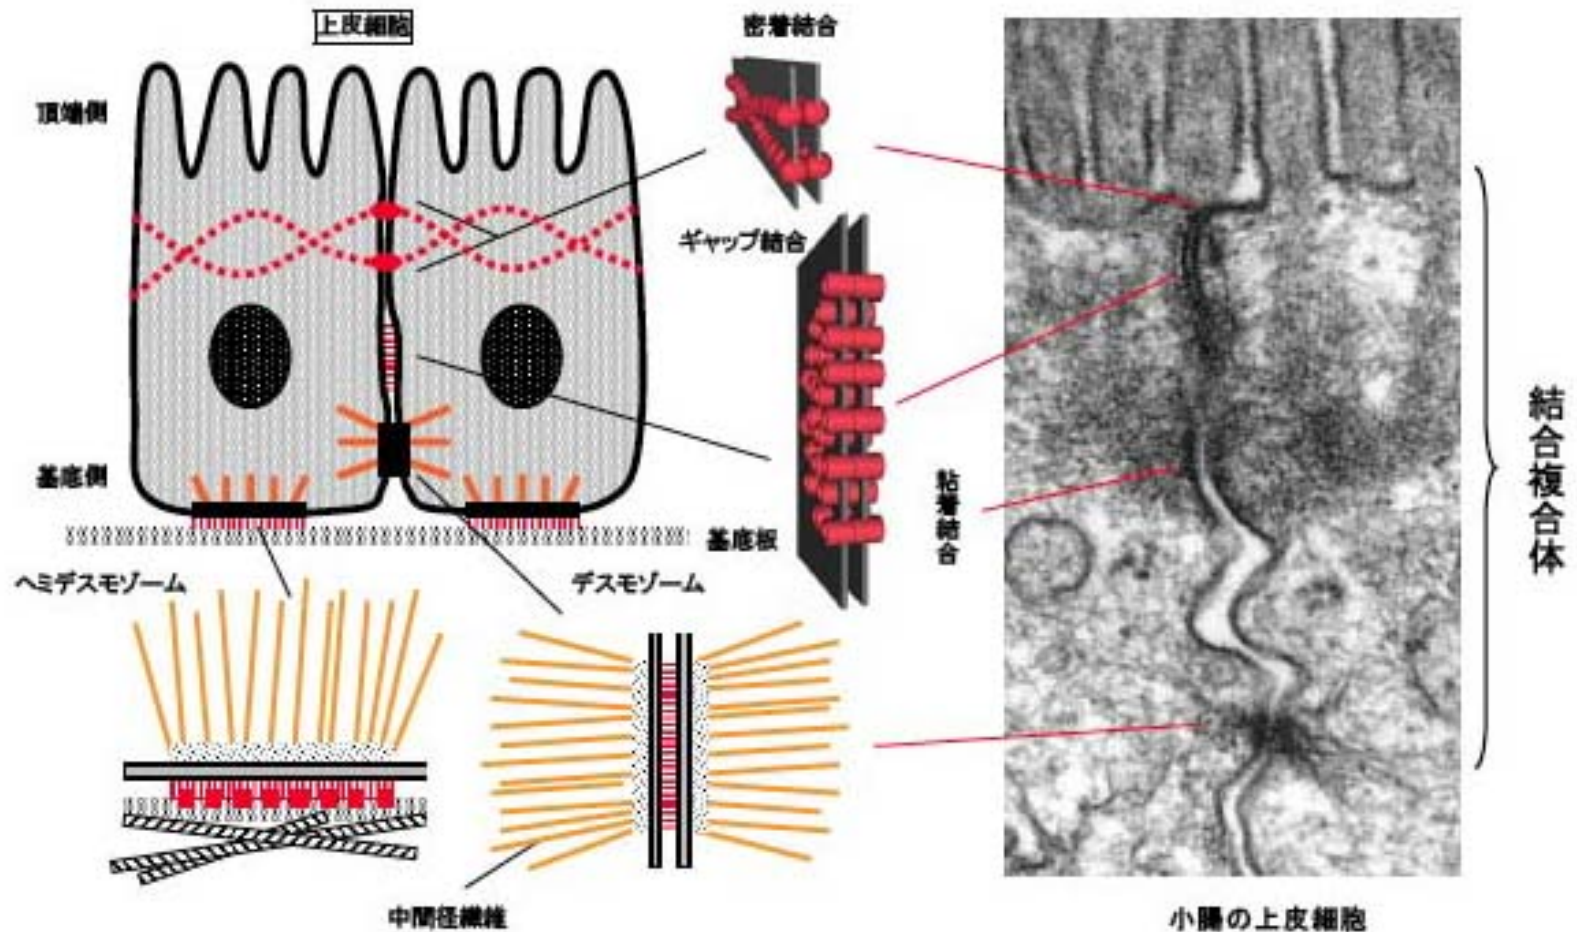 上皮細胞
密着結合
頂端側
ギャップ結合
基底側
基底板
粘着結合
結合複合体
ヘミデスモゾーム
デスモゾーム
中間径繊維
小腸の上皮細胞